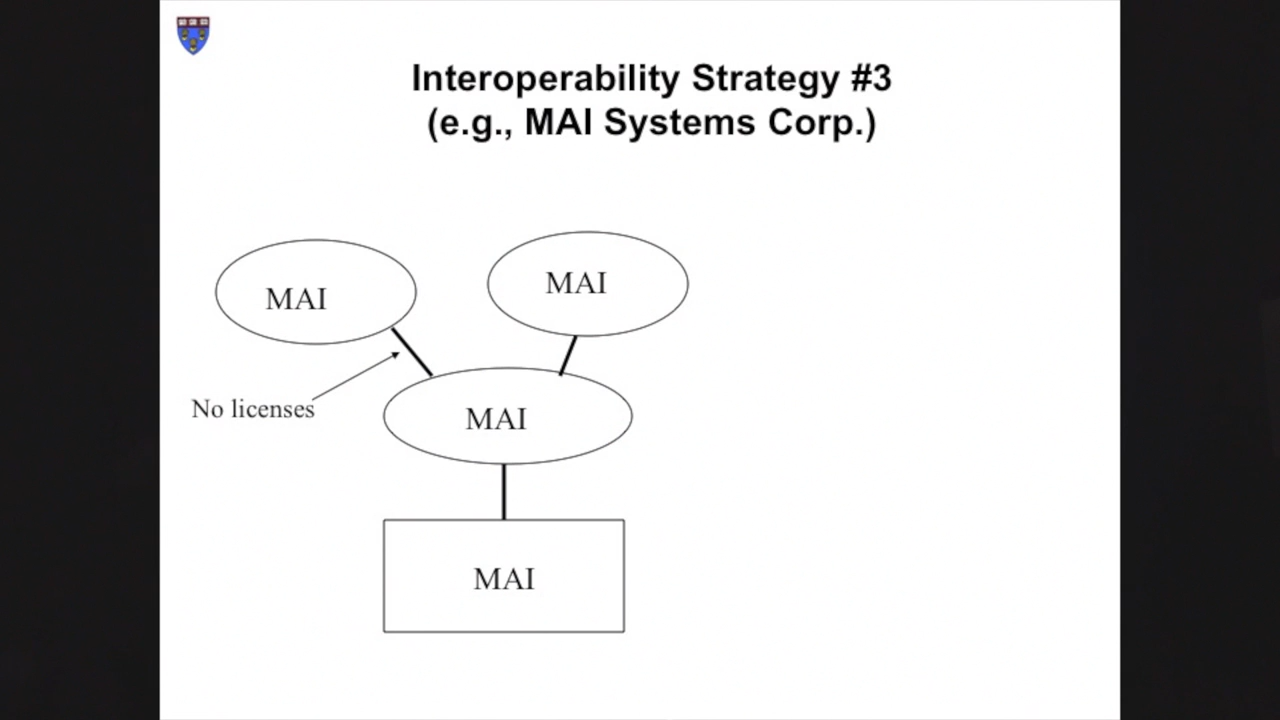 Interoperability Strategy #3
(e.g., MAI Systems Corp.)
MAI
MAI
No licenses
MAI
MAI